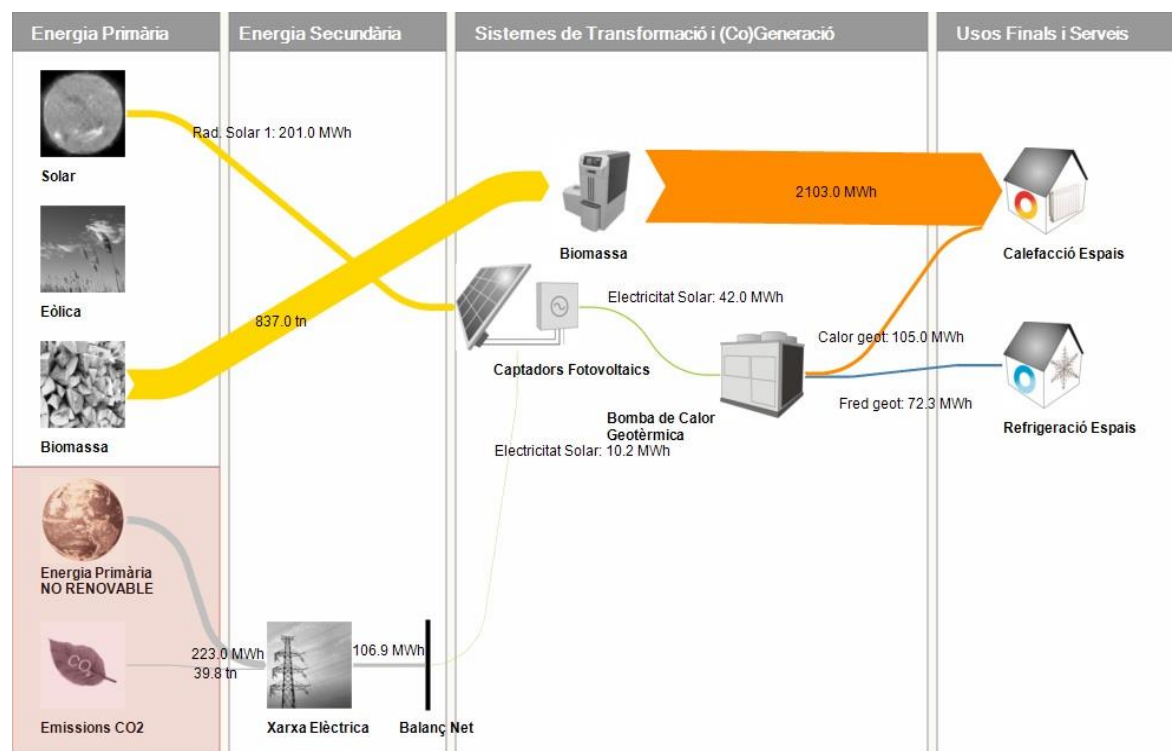 Energia Primària
Energia Secundària
Sistemes de Transformació i (Co)Generació
Usos Finals i Serveis
Rad. Solar 1: 201.0 MWh
Solar
2103.0 MWh
Biomassa
Calefacció Espais
Eòlica
837.0 tn
Electricitat Solar: 42.0 MWh
Captadors Fotovoltaics
Calor geot: 105.0 MWh
Fred geot: 72.3 MWh
Bomba de Calor
Geotèrmica
Refrigeració Espais
Biomassa
Electricitat Solar: 10.2 MWh
Energia Primària
NO RENOVABLE
CO2
223.0 MWh
39.8 tn
106.9 MWh
Emissions CO2
Xarxa Elèctrica
Balanç Net